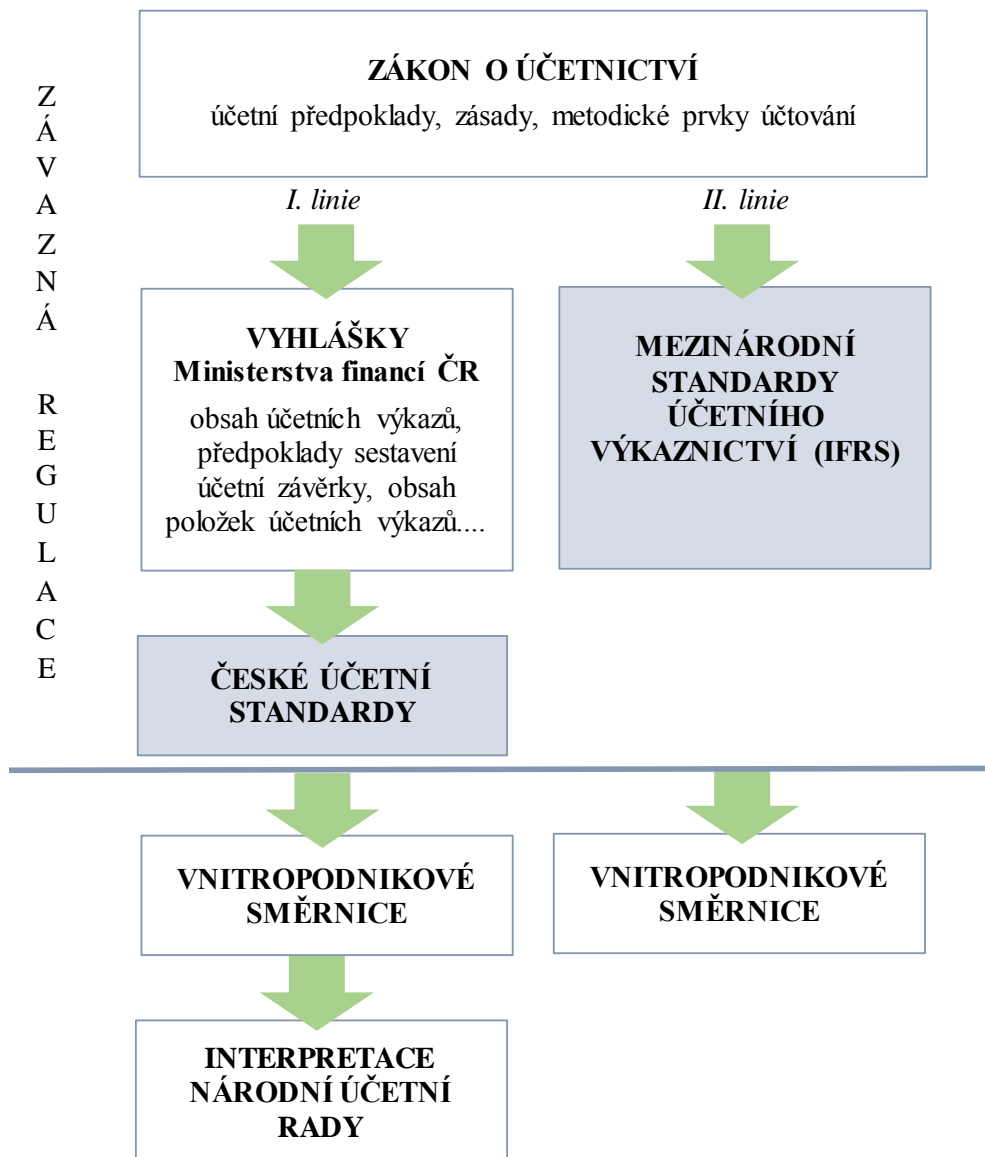 ZÁKON O ÚČETNICTVÍ
účetní předpoklady, zásady, metodické prvky účtování
ZÁVAZNÁ REGULACE
I. linie
II. linie
VYHLÁŠKY
Ministerstva financí ČR
obsah účetních výkazů,
předpoklady sestavení
účetní závěrky, obsah
položek účetních výkazů....
MEZINÁRODNÍ
STANDARDY
ÚČETNÍHO
VÝKAZNICTVÍ (IFRS)
ČESKÉ ÚČETNÍ
STANDARDY
VNITROPODNIKOVÉ
SMĚRNICE
VNITROPODNIKOVÉ
SMĚRNICE
INTERPRETACE
NÁRODNÍ ÚČETNÍ
RADY